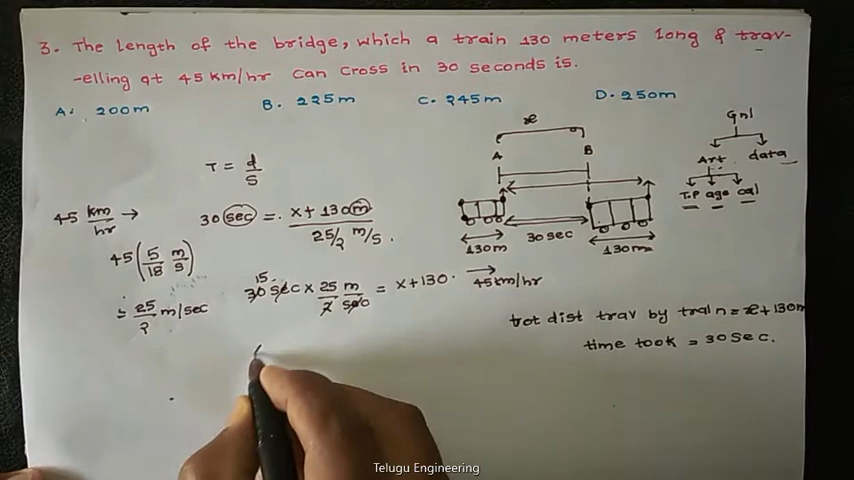 3. The length of the bridge, which a train 130 meters long & trav-
-elling at 45 km/hr can cross in 30 seconds is.
A. 200m B. 225m C. 245m D. 250m
T = d/s
45 km/hr →
45 (5/18 m/s)
= 25/2 m/sec
30 sec = x + 130m / 25/2 m/s.
15
30 sec × 25/2 m/sec = x + 130.
x
A B
130m 30 sec 130m
45 km/hr
Gnl
Art data
T.P age cal
tot dist trav by train = x + 130m
time took = 30 sec.
Telugu Engineering